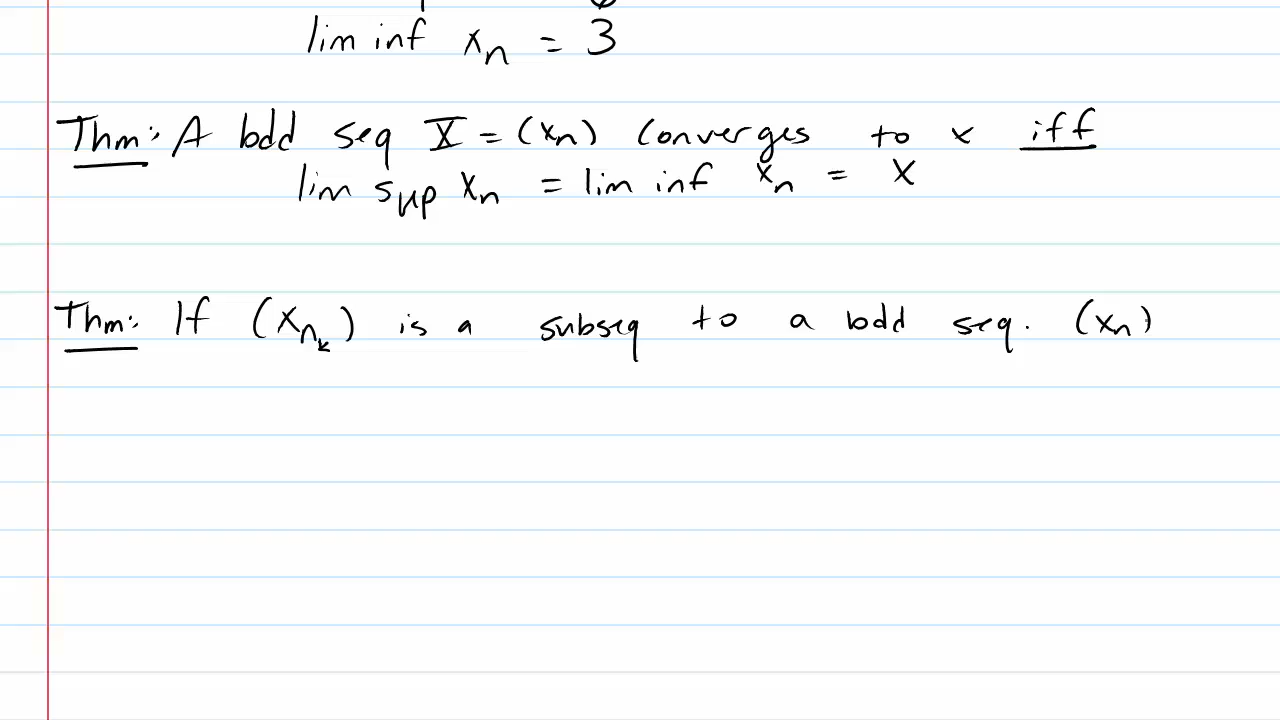 lim inf xₙ = 3
Thm: A bdd seq X = (xₙ) converges to x iff
lim sup xₙ = lim inf xₙ = x
Thm: If (xₙₖ) is a subseq to a bdd seq. (xₙ)